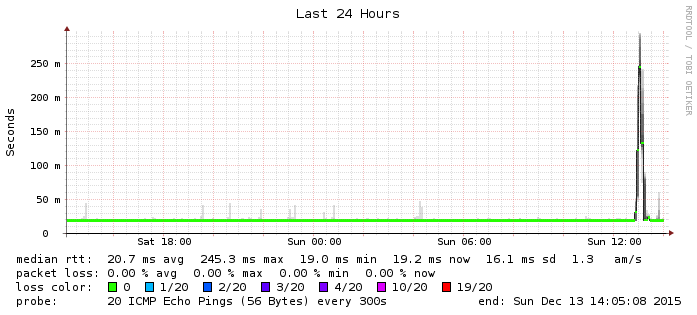 Last 24 Hours
RRDTOOL / TOBI OETIKER
Seconds
250 m
200 m
150 m
100 m
50 m
0
Sat 18:00 Sun 00:00 Sun 06:00 Sun 12:00
median rtt: 20.7 ms avg 245.3 ms max 19.0 ms min 19.2 ms now 16.1 ms sd 1.3 am/s
packet loss: 0.00 % avg 0.00 % max 0.00 % min 0.00 % now
loss color: 0 1/20 2/20 3/20 4/20 10/20 19/20
probe: 20 ICMP Echo Pings (56 Bytes) every 300s end: Sun Dec 13 14:05:08 2015